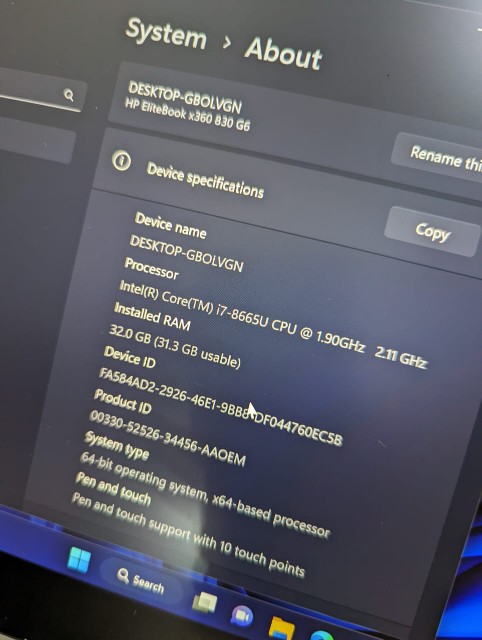 System > About
DESKTOP-GBOLVGN
HP EliteBook x360 830 G6
Rename thi
Device specifications
Copy
Device name
DESKTOP-GBOLVGN
Processor
Intel(R) Core(TM) i7-8665U CPU @ 1.90GHz 2.11 GHz
Installed RAM
32.0 GB (31.3 GB usable)
Device ID
FA584AD2-2926-46E1-9BB8-DF044760EC5B
Product ID
00330-52526-34456-AAOEM
System type
64-bit operating system, x64-based processor
Pen and touch
Pen and touch support with 10 touch points
Search